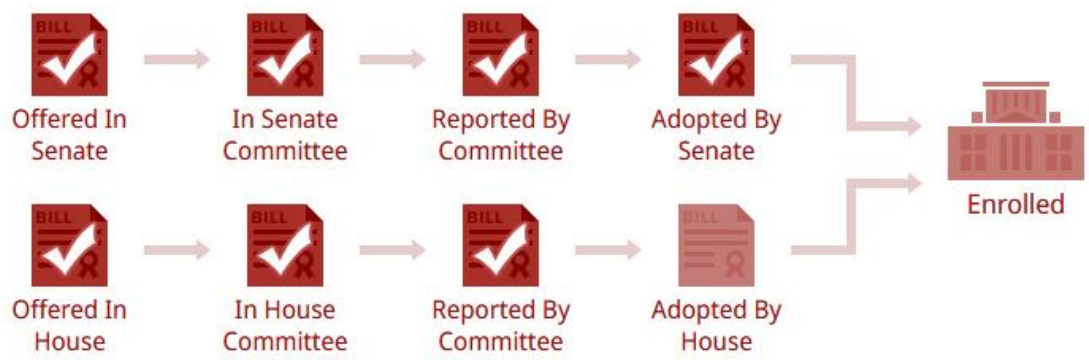 BILL
BILL
BILL
BILL
Offered In
Senate
In Senate
Committee
Reported By
Committee
Adopted By
Senate
Enrolled
BILL
BILL
BILL
BILL
Offered In
House
In House
Committee
Reported By
Committee
Adopted By
House